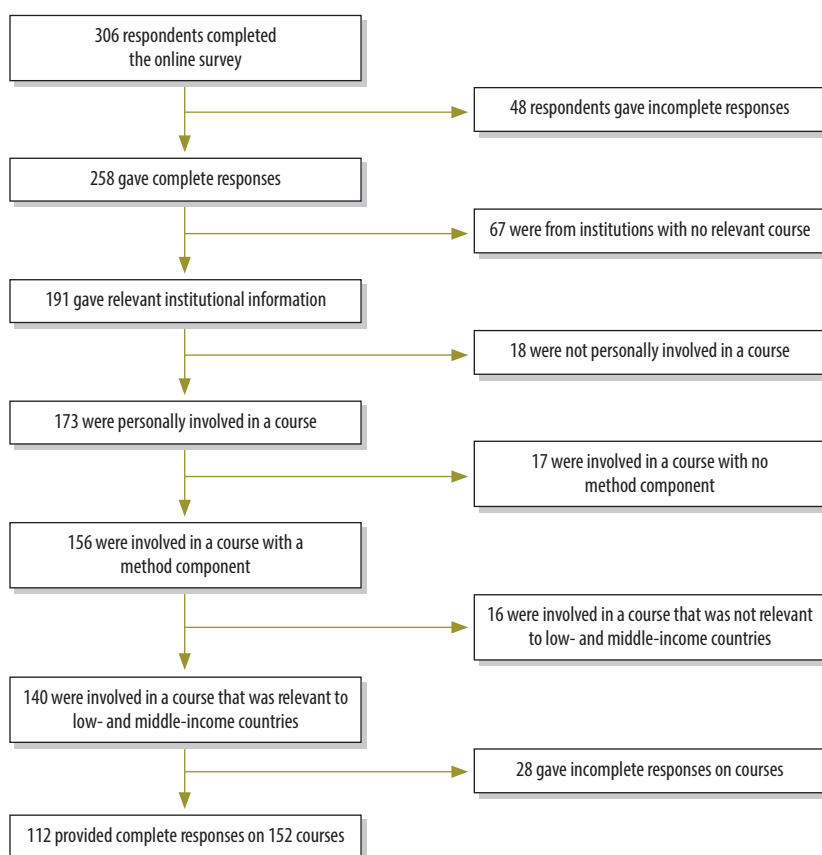 306 respondents completed
the online survey
48 respondents gave incomplete responses
258 gave complete responses
67 were from institutions with no relevant course
191 gave relevant institutional information
18 were not personally involved in a course
173 were personally involved in a course
17 were involved in a course with no
method component
156 were involved in a course with a
method component
16 were involved in a course that was not relevant
to low- and middle-income countries
140 were involved in a course that was relevant to
low- and middle-income countries
28 gave incomplete responses on courses
112 provided complete responses on 152 courses